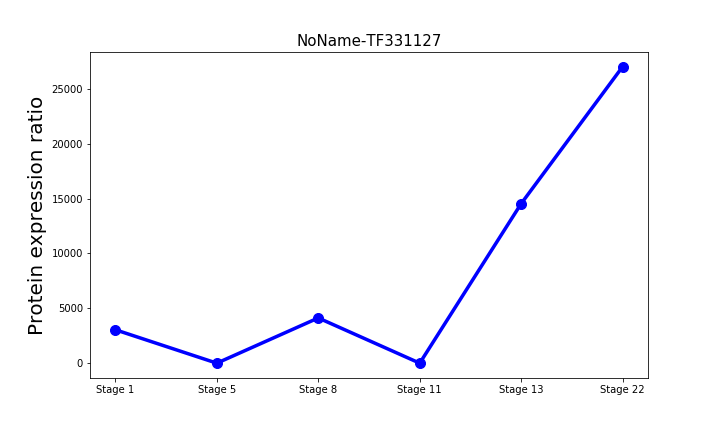 NoName-TF331127
Protein expression ratio
25000
20000
15000
10000
5000
0
Stage 1 Stage 5 Stage 8 Stage 11 Stage 13 Stage 22